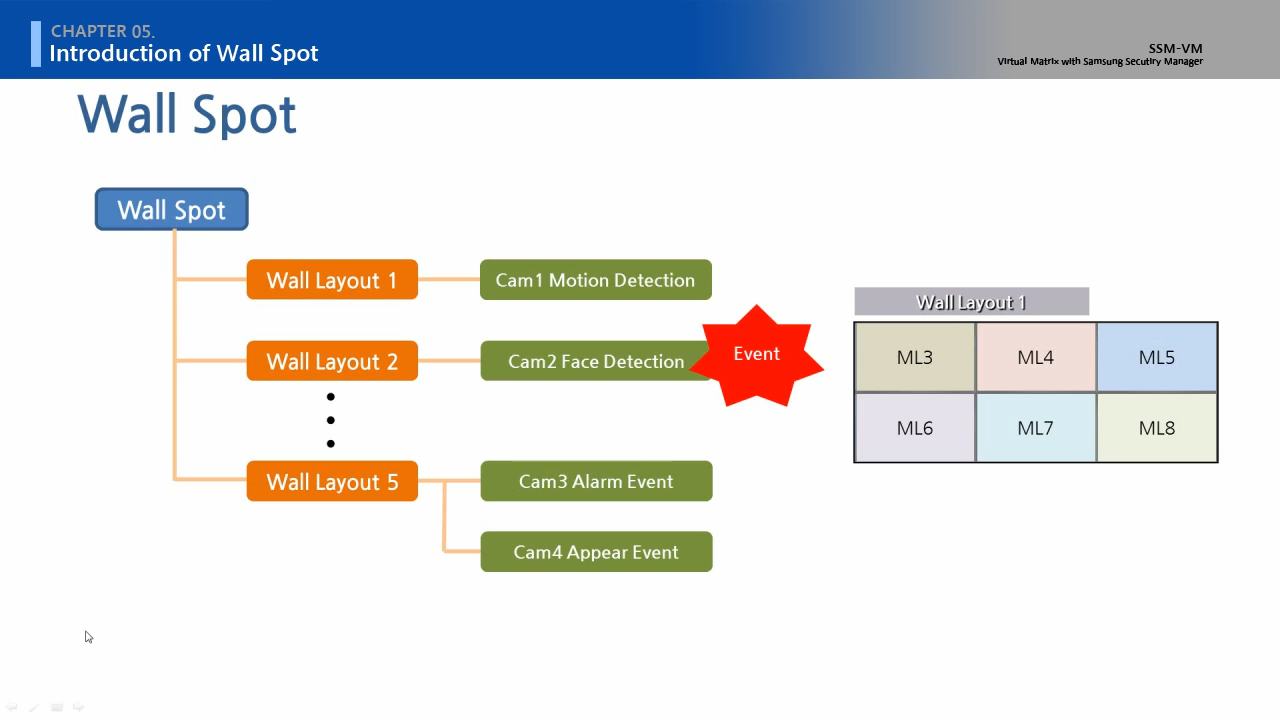 CHAPTER 05.
Introduction of Wall Spot
SSM-VM
Virtual Matrix with Samsung Secutiry Manager
Wall Spot
Wall Spot
Wall Layout 1
Cam1 Motion Detection
Wall Layout 2
Cam2 Face Detection
Event
Wall Layout 5
Cam3 Alarm Event
Cam4 Appear Event
Wall Layout 1
ML3 ML4 ML5
ML6 ML7 ML8